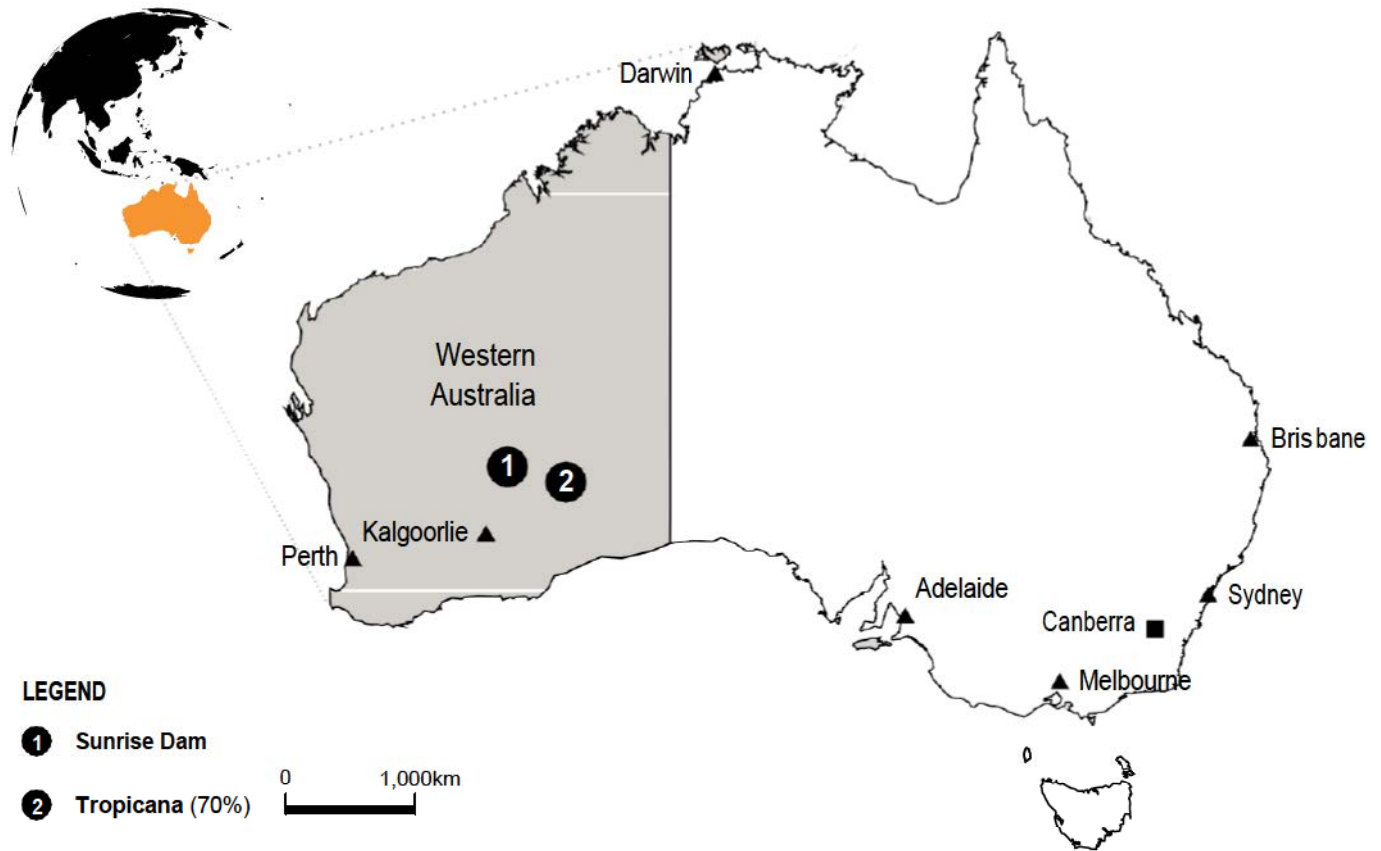 Darwin
Western
Australia
1
2
Brisbane
Kalgoorlie
Perth
Adelaide
Sydney
Canberra
Melbourne
LEGEND
1 Sunrise Dam
0 1,000km
2 Tropicana (70%)